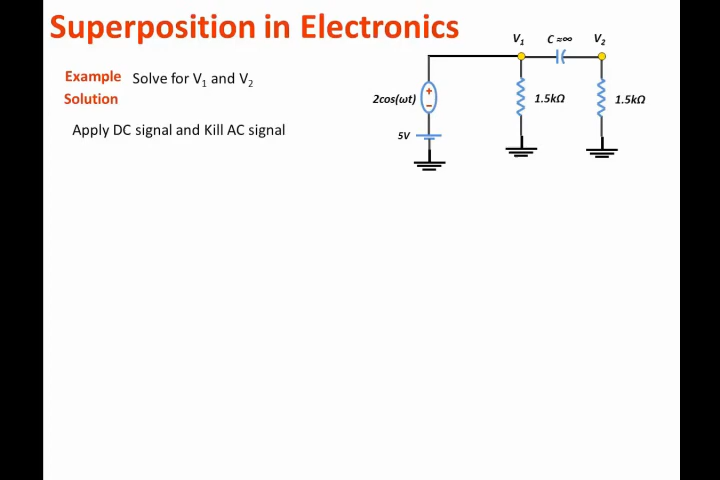 Superposition in Electronics
Example Solve for V₁ and V₂
Solution
Apply DC signal and Kill AC signal
V₁ C≈∞ V₂
2cos(ωt) 1.5kΩ 1.5kΩ
+
−
5V